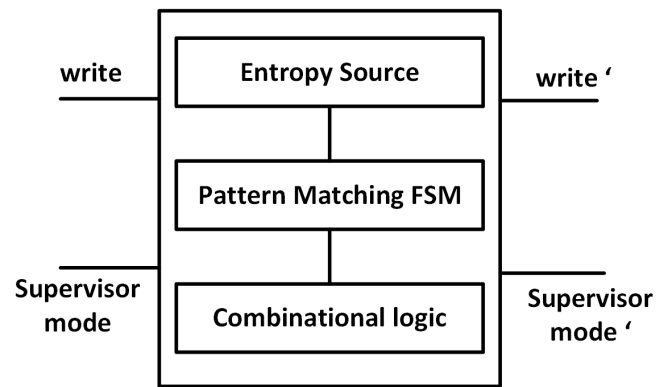 write
Entropy Source
write ‘
Pattern Matching FSM
Supervisor
mode
Combinational logic
Supervisor
mode ‘